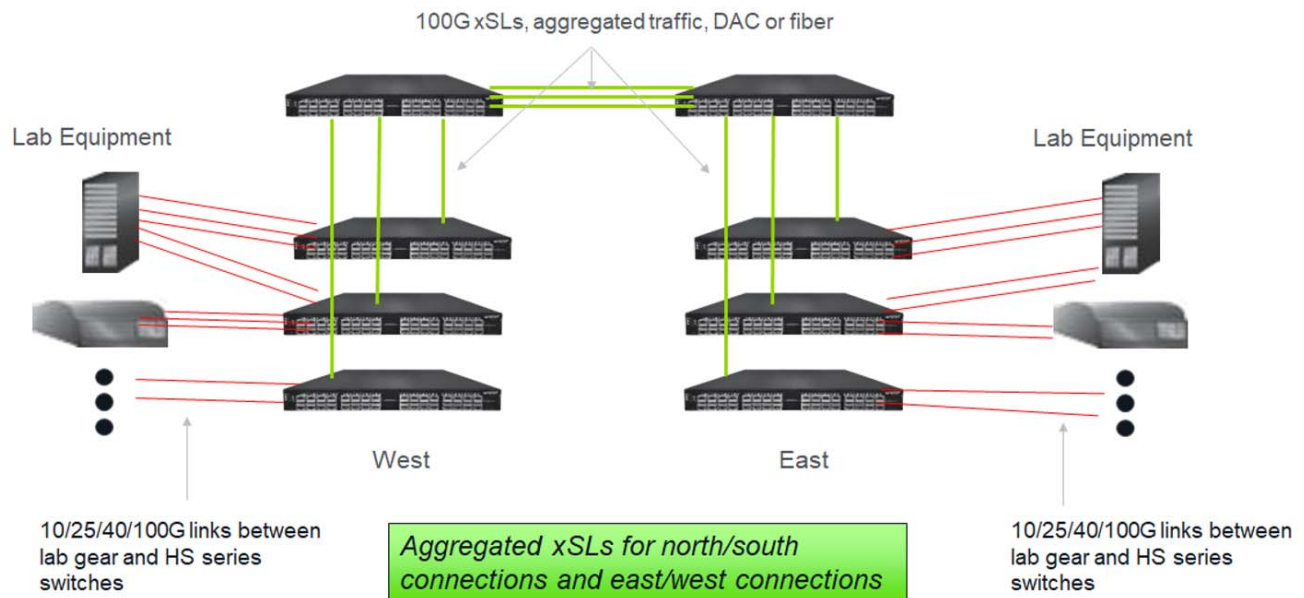 100G xSLs, aggregated traffic, DAC or fiber
Lab Equipment
Lab Equipment
West
East
10/25/40/100G links between
lab gear and HS series
switches
Aggregated xSLs for north/south
connections and east/west connections
10/25/40/100G links between
lab gear and HS series
switches